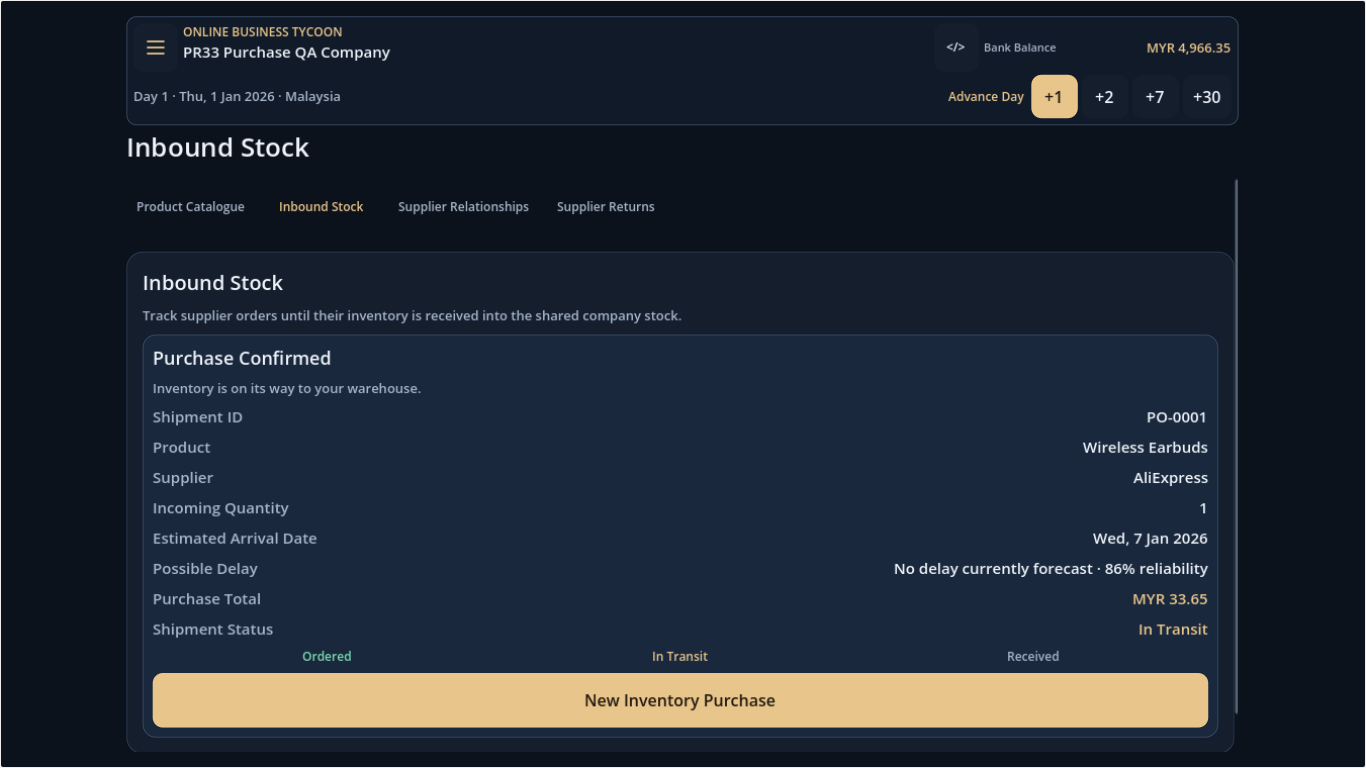 ONLINE BUSINESS TYCOON
PR33 Purchase QA Company
</> Bank Balance MYR 4,966.35
Day 1 · Thu, 1 Jan 2026 · Malaysia
Advance Day +1 +2 +7 +30
Inbound Stock
Product Catalogue Inbound Stock Supplier Relationships Supplier Returns
Inbound Stock
Track supplier orders until their inventory is received into the shared company stock.
Purchase Confirmed
Inventory is on its way to your warehouse.
Shipment ID PO-0001
Product Wireless Earbuds
Supplier AliExpress
Incoming Quantity 1
Estimated Arrival Date Wed, 7 Jan 2026
Possible Delay No delay currently forecast · 86% reliability
Purchase Total MYR 33.65
Shipment Status In Transit
Ordered In Transit Received
New Inventory Purchase